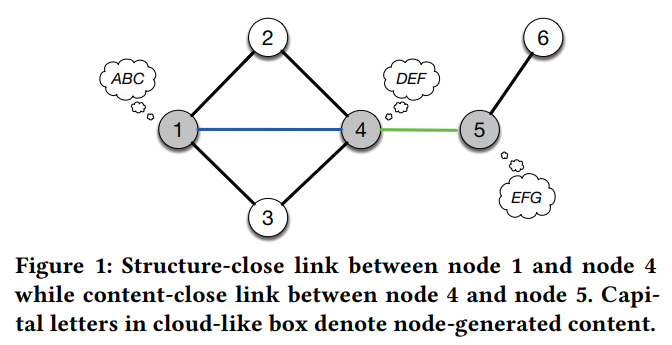 2
6
ABC
DEF
1
4
5
3
EFG
Figure 1: Structure-close link between node 1 and node 4
while content-close link between node 4 and node 5. Capi-
tal letters in cloud-like box denote node-generated content.